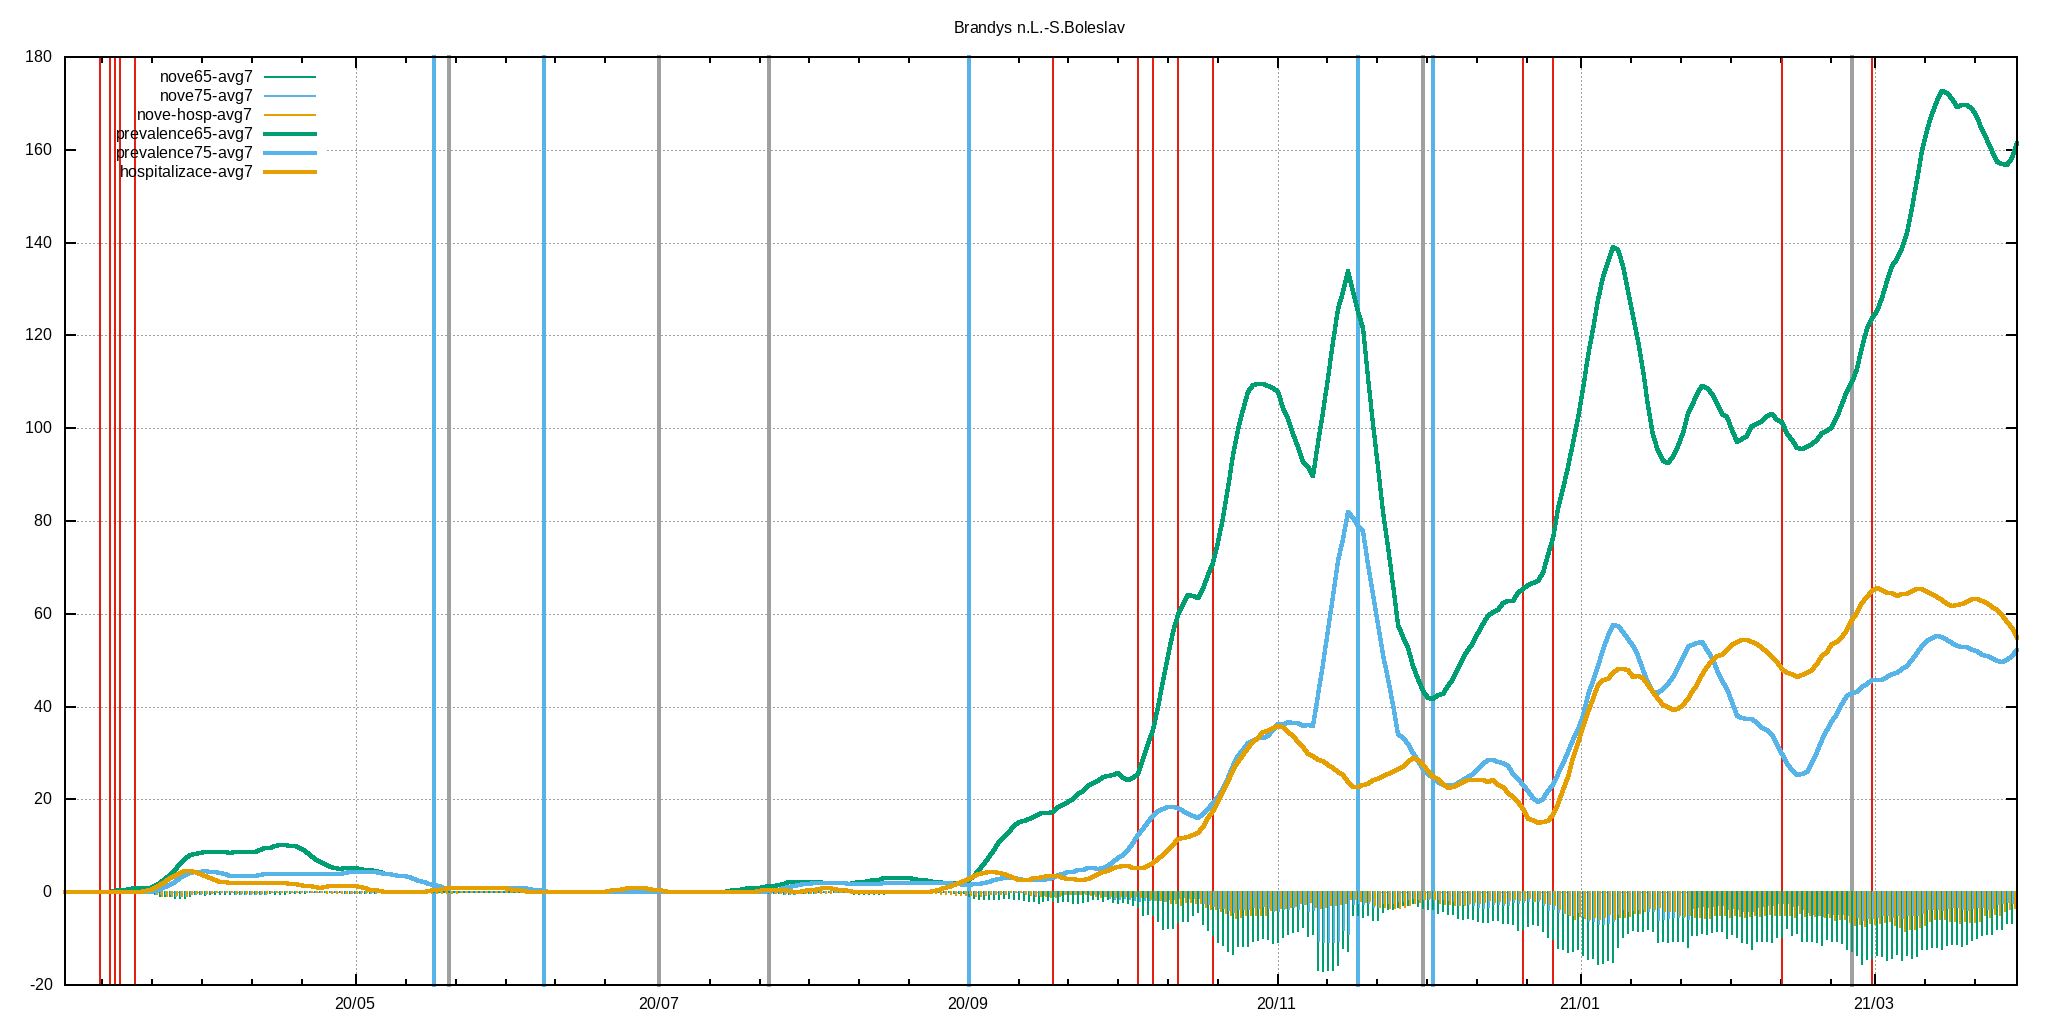 Brandys n.L.-S.Boleslav
180
160
140
120
100
80
60
40
20
0
-20
nove65-avg7
nove75-avg7
nove-hosp-avg7
prevalence65-avg7
prevalence75-avg7
hospitalizace-avg7
20/05 20/07 20/09 20/11 21/01 21/03